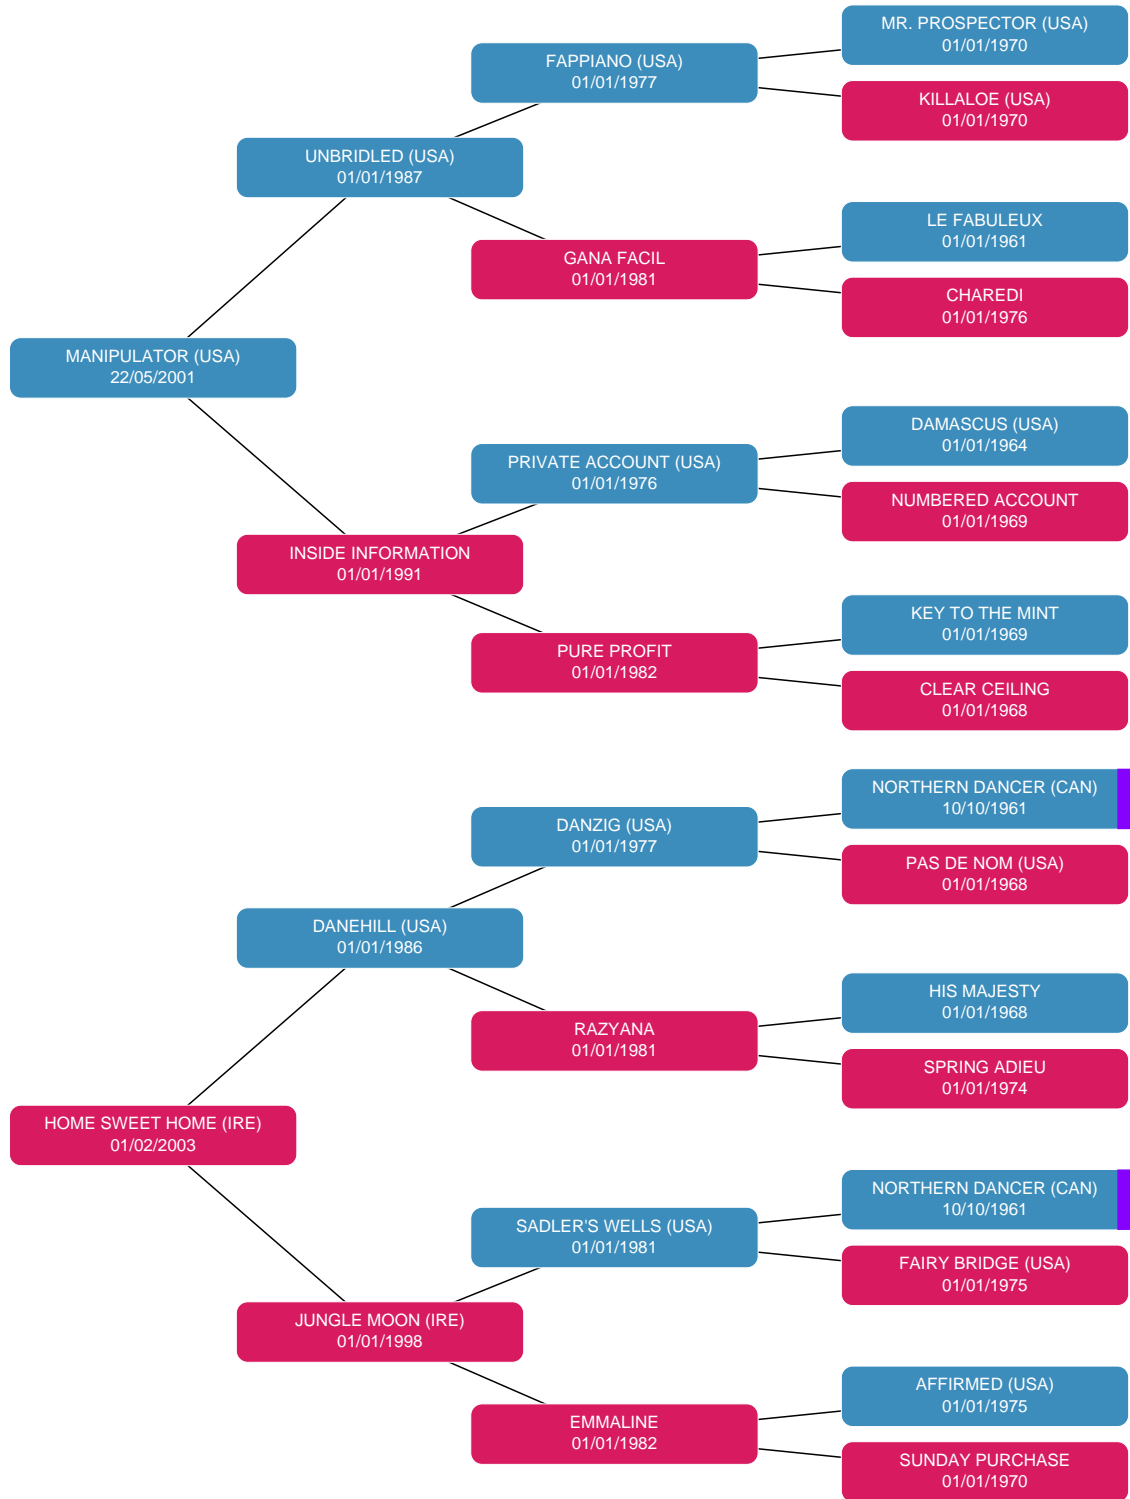 MR. PROSPECTOR (USA)
01/01/1970
FAPPIANO (USA)
01/01/1977
KILLALOE (USA)
01/01/1970
UNBRIDLED (USA)
01/01/1987
LE FABULEUX
01/01/1961
GANA FACIL
01/01/1981
CHAREDI
01/01/1976
MANIPULATOR (USA)
22/05/2001
DAMASCUS (USA)
01/01/1964
PRIVATE ACCOUNT (USA)
01/01/1976
NUMBERED ACCOUNT
01/01/1969
INSIDE INFORMATION
01/01/1991
KEY TO THE MINT
01/01/1969
PURE PROFIT
01/01/1982
CLEAR CEILING
01/01/1968
NORTHERN DANCER (CAN)
10/10/1961
DANZIG (USA)
01/01/1977
PAS DE NOM (USA)
01/01/1968
DANEHILL (USA)
01/01/1986
HIS MAJESTY
01/01/1968
RAZYANA
01/01/1981
SPRING ADIEU
01/01/1974
HOME SWEET HOME (IRE)
01/02/2003
NORTHERN DANCER (CAN)
10/10/1961
SADLER'S WELLS (USA)
01/01/1981
FAIRY BRIDGE (USA)
01/01/1975
JUNGLE MOON (IRE)
01/01/1998
AFFIRMED (USA)
01/01/1975
EMMALINE
01/01/1982
SUNDAY PURCHASE
01/01/1970